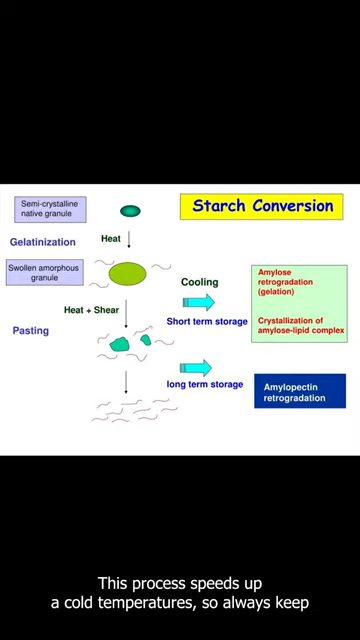 Starch Conversion
Semi-crystalline
native granule
Gelatinization
Heat
Swollen amorphous
granule
Heat + Shear
Pasting
Cooling
Short term storage
Amylose
retrogradation
(gelation)
Crystallization of
amylose-lipid complex
long term storage
Amylopectin
retrogradation
This process speeds up
a cold temperatures, so always keep